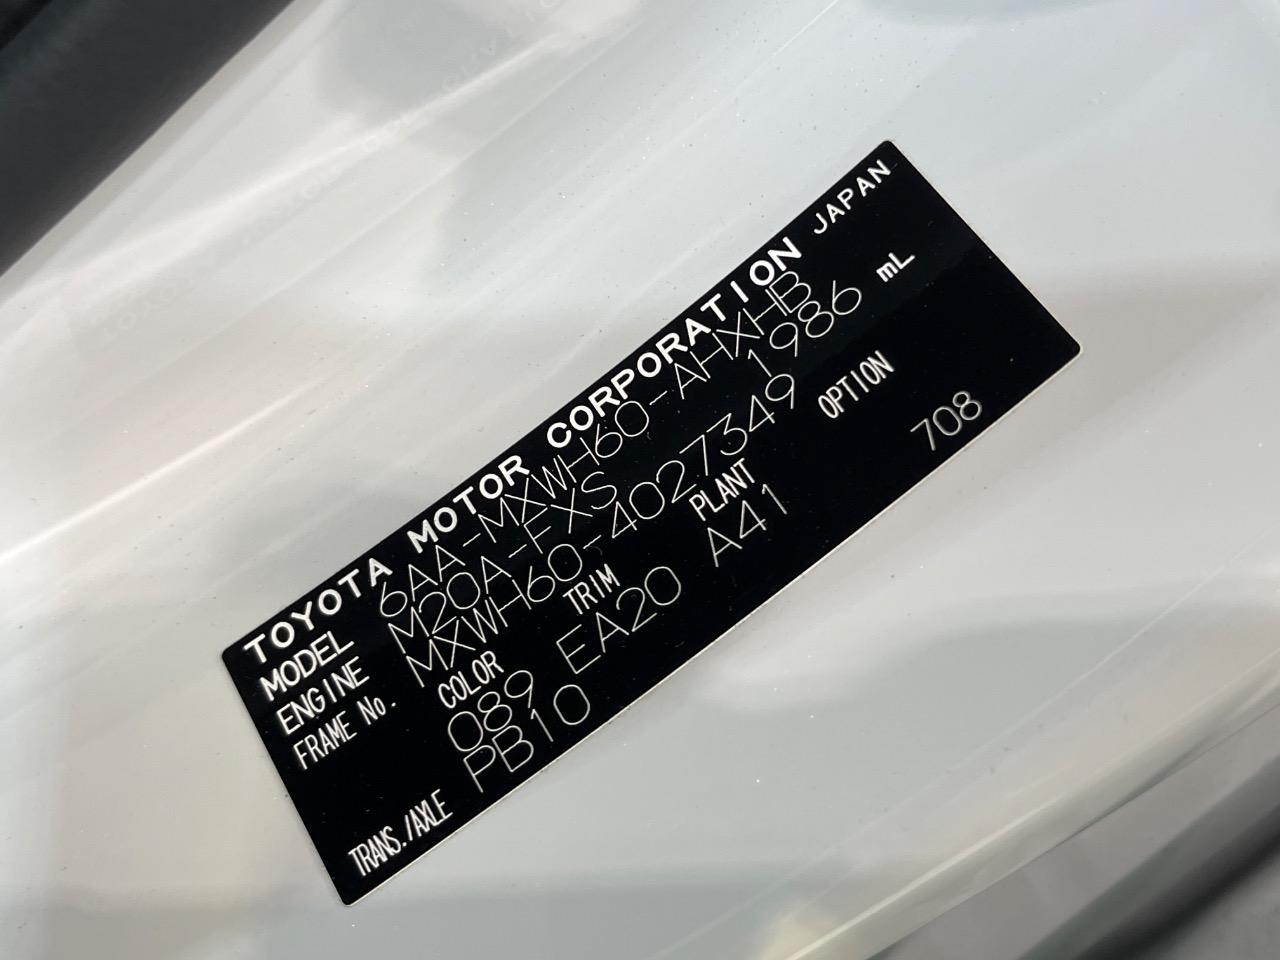 TOYOTA MOTOR CORPORATION JAPAN
MODEL 6AA-MXWH60-AHXHB
ENGINE M20A-FXS 1986 mL
FRAME No. MXWH60-4027349
COLOR TRIM PLANT OPTION
089 EA20 A41 708
TRANS./AXLE PB10